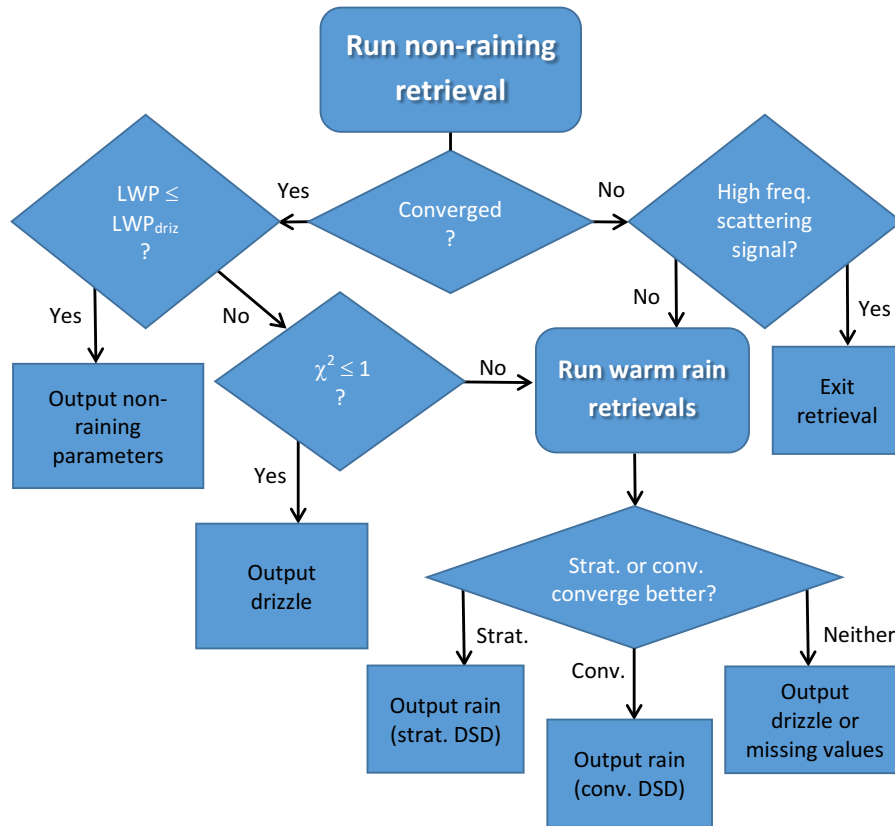 Run non-raining
retrieval
LWP ≤
LWPdriz
?
Yes
Converged
?
No
High freq.
scattering
signal?
Yes
No
No
Yes
Output non-
raining
parameters
χ² ≤ 1
?
No
Run warm rain
retrievals
Exit
retrieval
Yes
Output
drizzle
Strat. or conv.
converge better?
Strat.
Conv.
Neither
Output rain
(strat. DSD)
Output rain
(conv. DSD)
Output
drizzle or
missing values